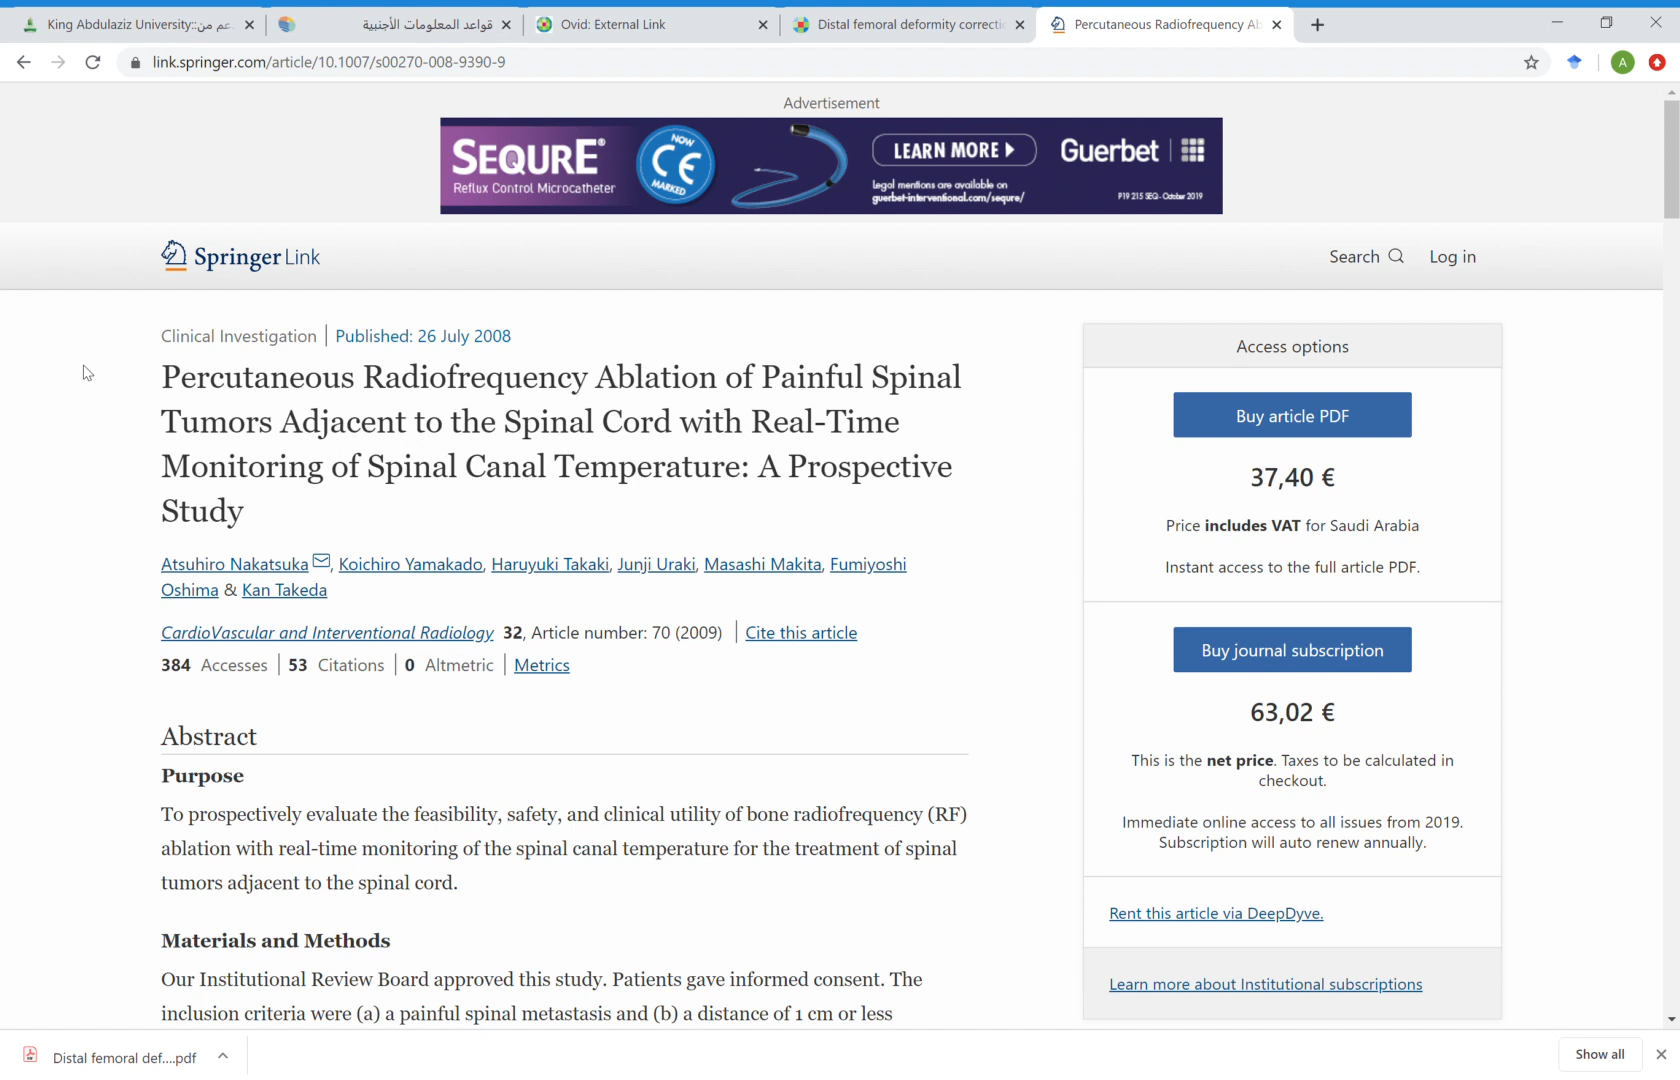 King Abdulaziz University::دعم من
قواعد المعلومات الأجنبية
Ovid: External Link
Distal femoral deformity correcti
Percutaneous Radiofrequency Ab
link.springer.com/article/10.1007/s00270-008-9390-9
A
Advertisement
SEQURE®
Reflux Control Microcatheter
NOW
CE
MARKED
LEARN MORE
legal mentions are available on
guerbet-interventional.com/sequre/
Guerbet
P19 215 SEQ - October 2019
Springer Link
Search
Log in
Clinical Investigation | Published: 26 July 2008
Percutaneous Radiofrequency Ablation of Painful Spinal
Tumors Adjacent to the Spinal Cord with Real-Time
Monitoring of Spinal Canal Temperature: A Prospective
Study
Atsuhiro Nakatsuka, Koichiro Yamakado, Haruyuki Takaki, Junji Uraki, Masashi Makita, Fumiyoshi
Oshima & Kan Takeda
CardioVascular and Interventional Radiology 32, Article number: 70 (2009) | Cite this article
384 Accesses | 53 Citations | 0 Altmetric | Metrics
Abstract
Purpose
To prospectively evaluate the feasibility, safety, and clinical utility of bone radiofrequency (RF)
ablation with real-time monitoring of the spinal canal temperature for the treatment of spinal
tumors adjacent to the spinal cord.
Materials and Methods
Our Institutional Review Board approved this study. Patients gave informed consent. The
inclusion criteria were (a) a painful spinal metastasis and (b) a distance of 1 cm or less
Access options
Buy article PDF
37,40 €
Price includes VAT for Saudi Arabia
Instant access to the full article PDF.
Buy journal subscription
63,02 €
This is the net price. Taxes to be calculated in
checkout.
Immediate online access to all issues from 2019.
Subscription will auto renew annually.
Rent this article via DeepDyve.
Learn more about Institutional subscriptions
Distal femoral def....pdf
Show all